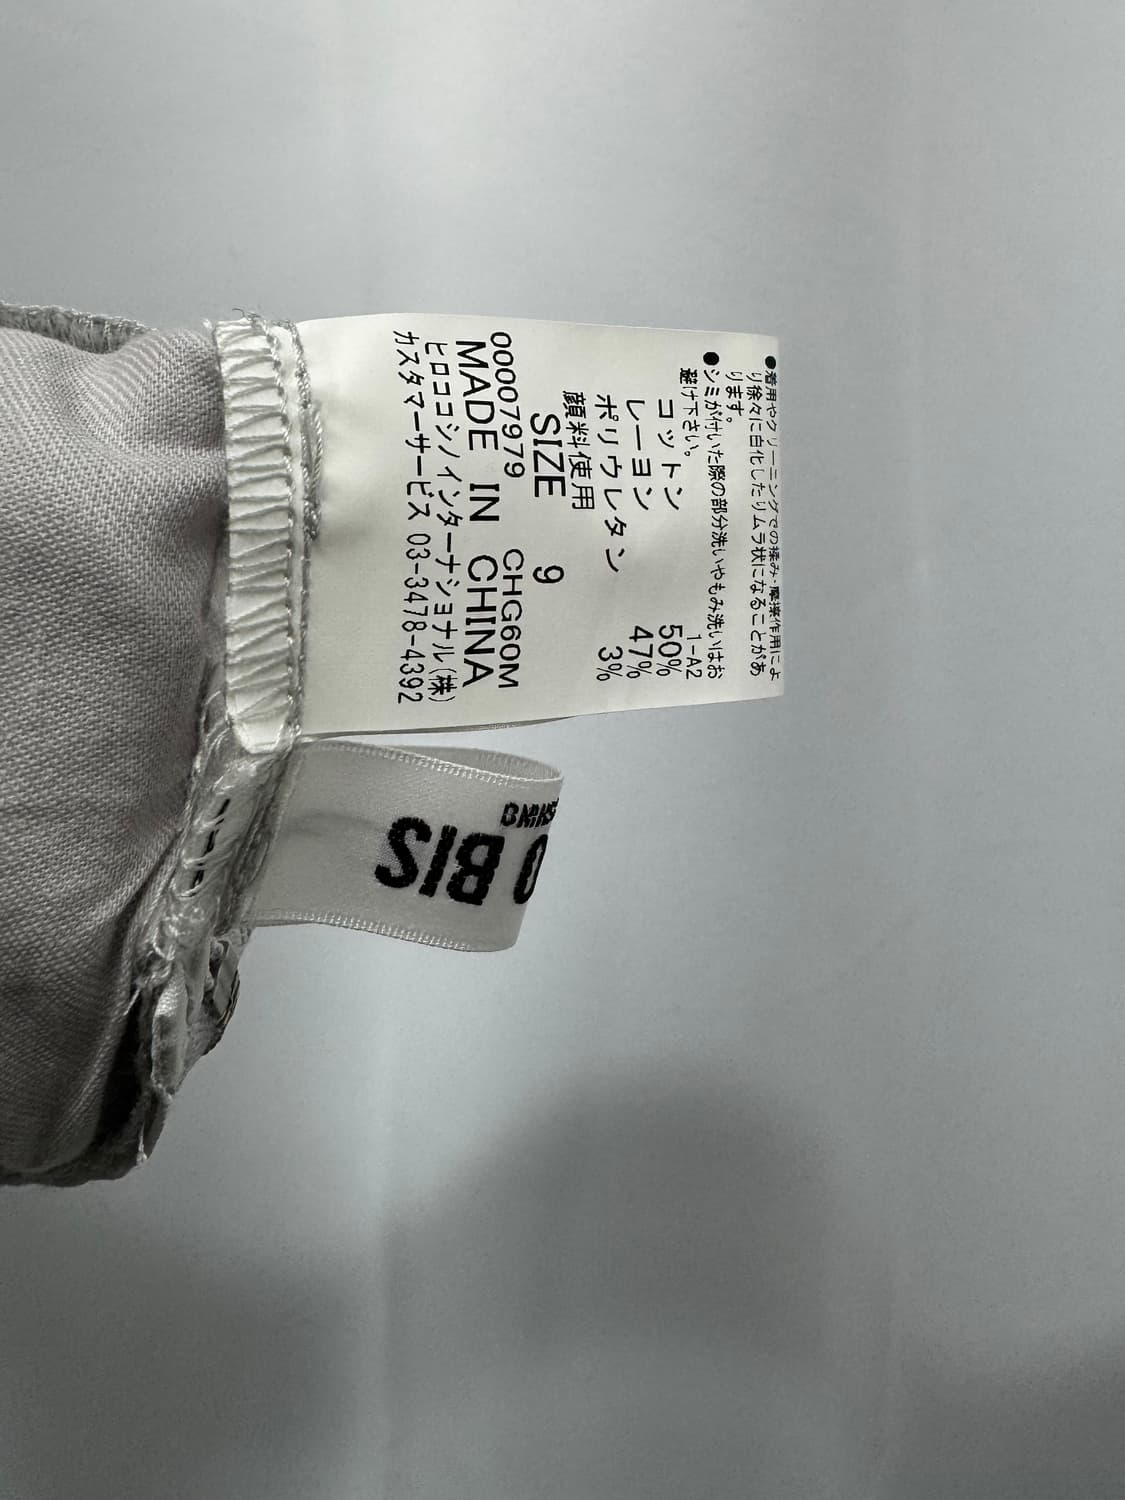 ●着用やクリーニングでの揉み・摩擦作用によ
り徐々に白化したりムラ状になることがあ
ります。
●シミが付いた際の部分洗いやもみ洗いはお
避け下さい。
1-A2
コットン 50%
レーヨン 47%
ポリウレタン 3%
顔料使用
SIZE 9
00007979 CHG60M
MADE IN CHINA
ヒロココシノインターナショナル(株)
カスタマーサービス 03-3478-4392
O BIS